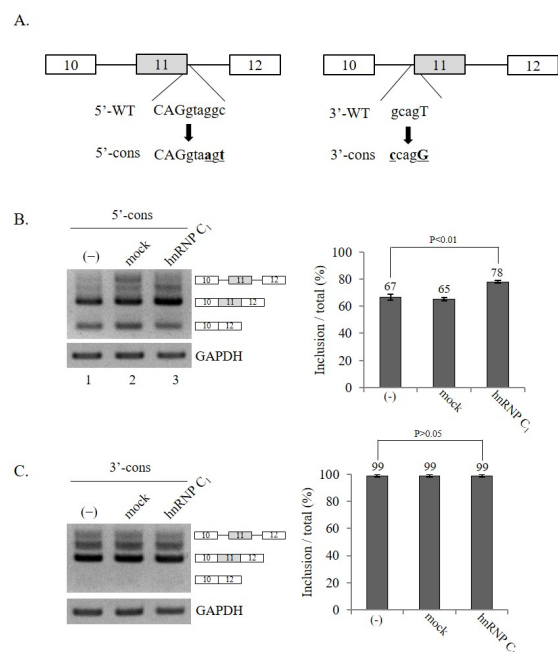 A.
10 11 12 10 11 12
5’-WT CAGgtaggc 3’-WT gcagT
5’-cons CAGgtaagt 3’-cons ccagG
B.
5’-cons
(–) mock hnRNP C1
10 11 12
10 11 12
10 12
GAPDH
1 2 3
P<0.01
Inclusion / total (%)
100
80
60
40
20
0
67 65 78
(-) mock hnRNP C1
C.
3’-cons
(–) mock hnRNP C1
10 11 12
10 11 12
10 12
GAPDH
P>0.05
Inclusion / total (%)
100
80
60
40
20
0
99 99 99
(-) mock hnRNP C